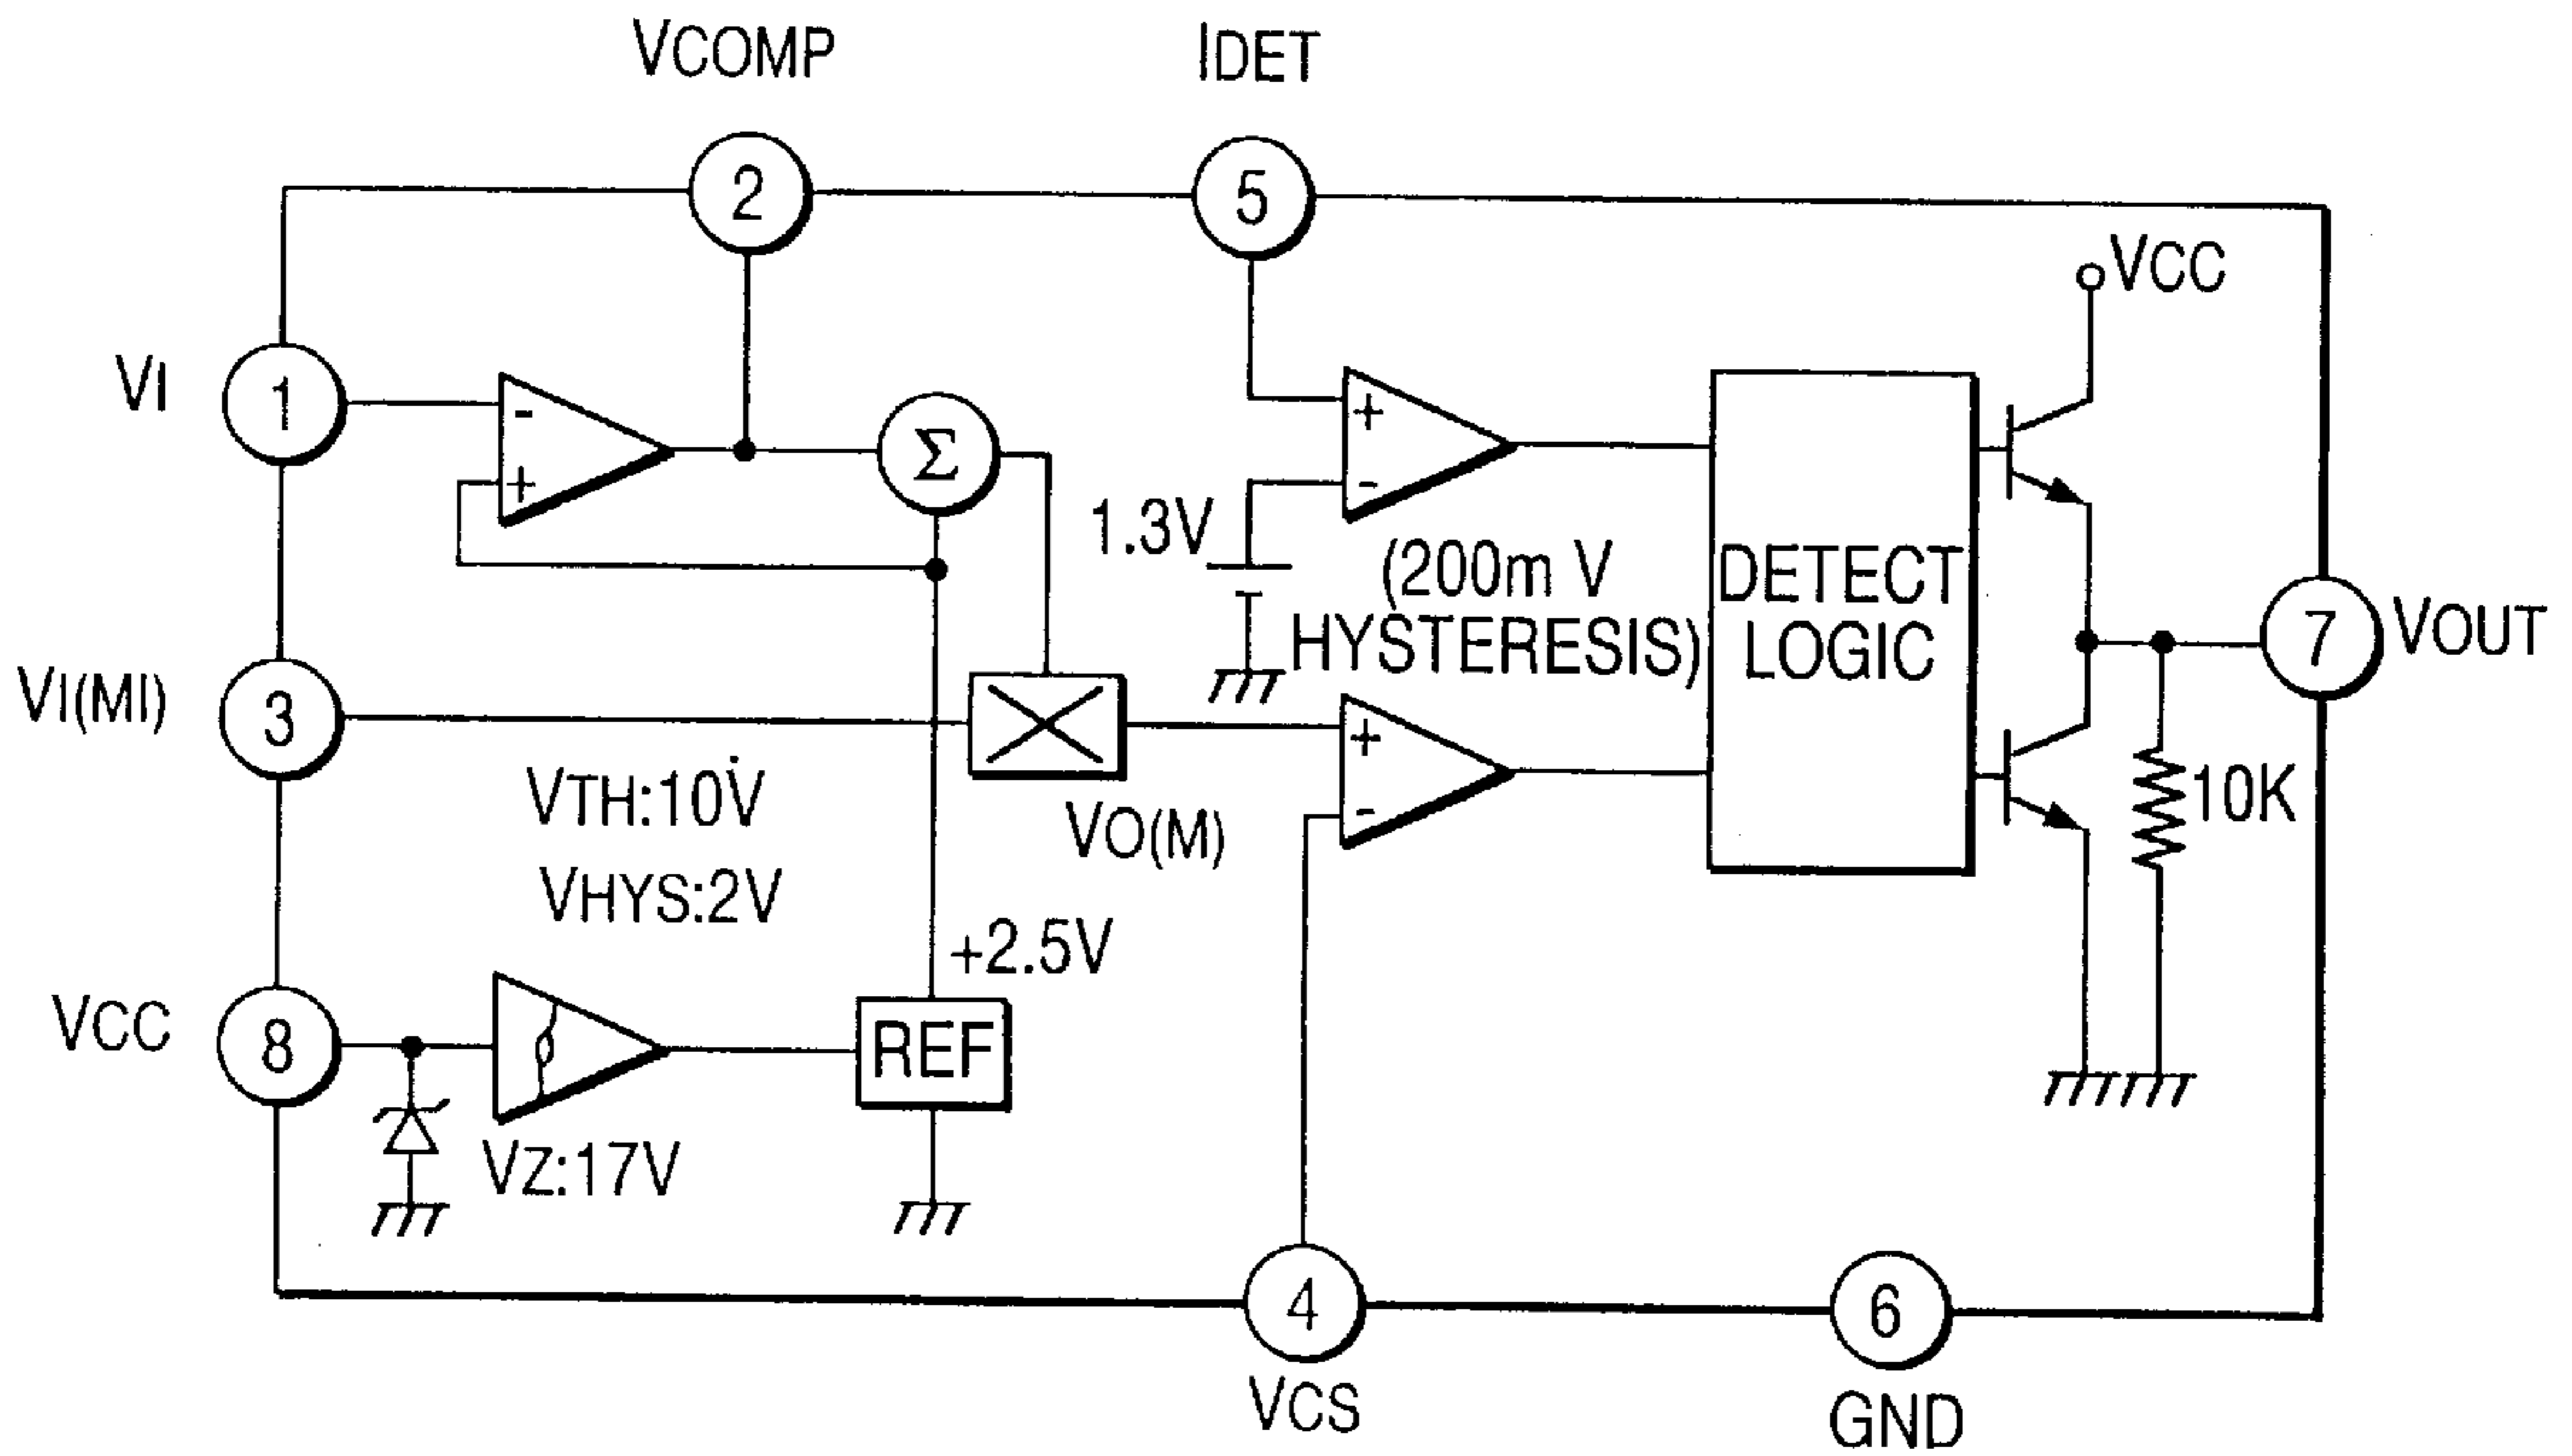 VCOMP
IDET
2
5
VCC
VI
1
-
+
Σ
+
-
1.3V
(200m V
HYSTERESIS)
DETECT
LOGIC
7
VOUT
VI(MI)
3
VTH:10V
VHYS:2V
VO(M)
+
-
10K
+2.5V
VCC
8
REF
VZ:17V
4
6
VCS
GND